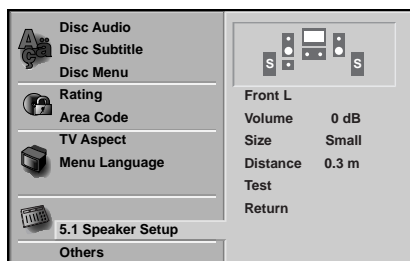 Disc Audio
Disc Subtitle
Disc Menu
Rating
Area Code
TV Aspect
Menu Language
5.1 Speaker Setup
Others
S S
Front L
Volume 0 dB
Size Small
Distance 0.3 m
Test
Return